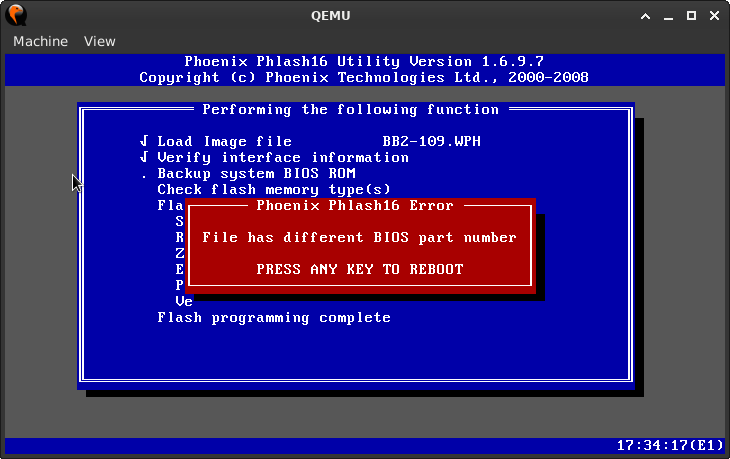 QEMU
Machine View
Phoenix Phlash16 Utility Version 1.6.9.7
Copyright (c) Phoenix Technologies Ltd., 2000-2008
Performing the following function
√ Load Image file BB2-109.WPH
√ Verify interface information
. Backup system BIOS ROM
Check flash memory type(s)
Fla
Phoenix Phlash16 Error
S
R
File has different BIOS part number
Z
E
PRESS ANY KEY TO REBOOT
P
Ve
Flash programming complete
17:34:17(E1)